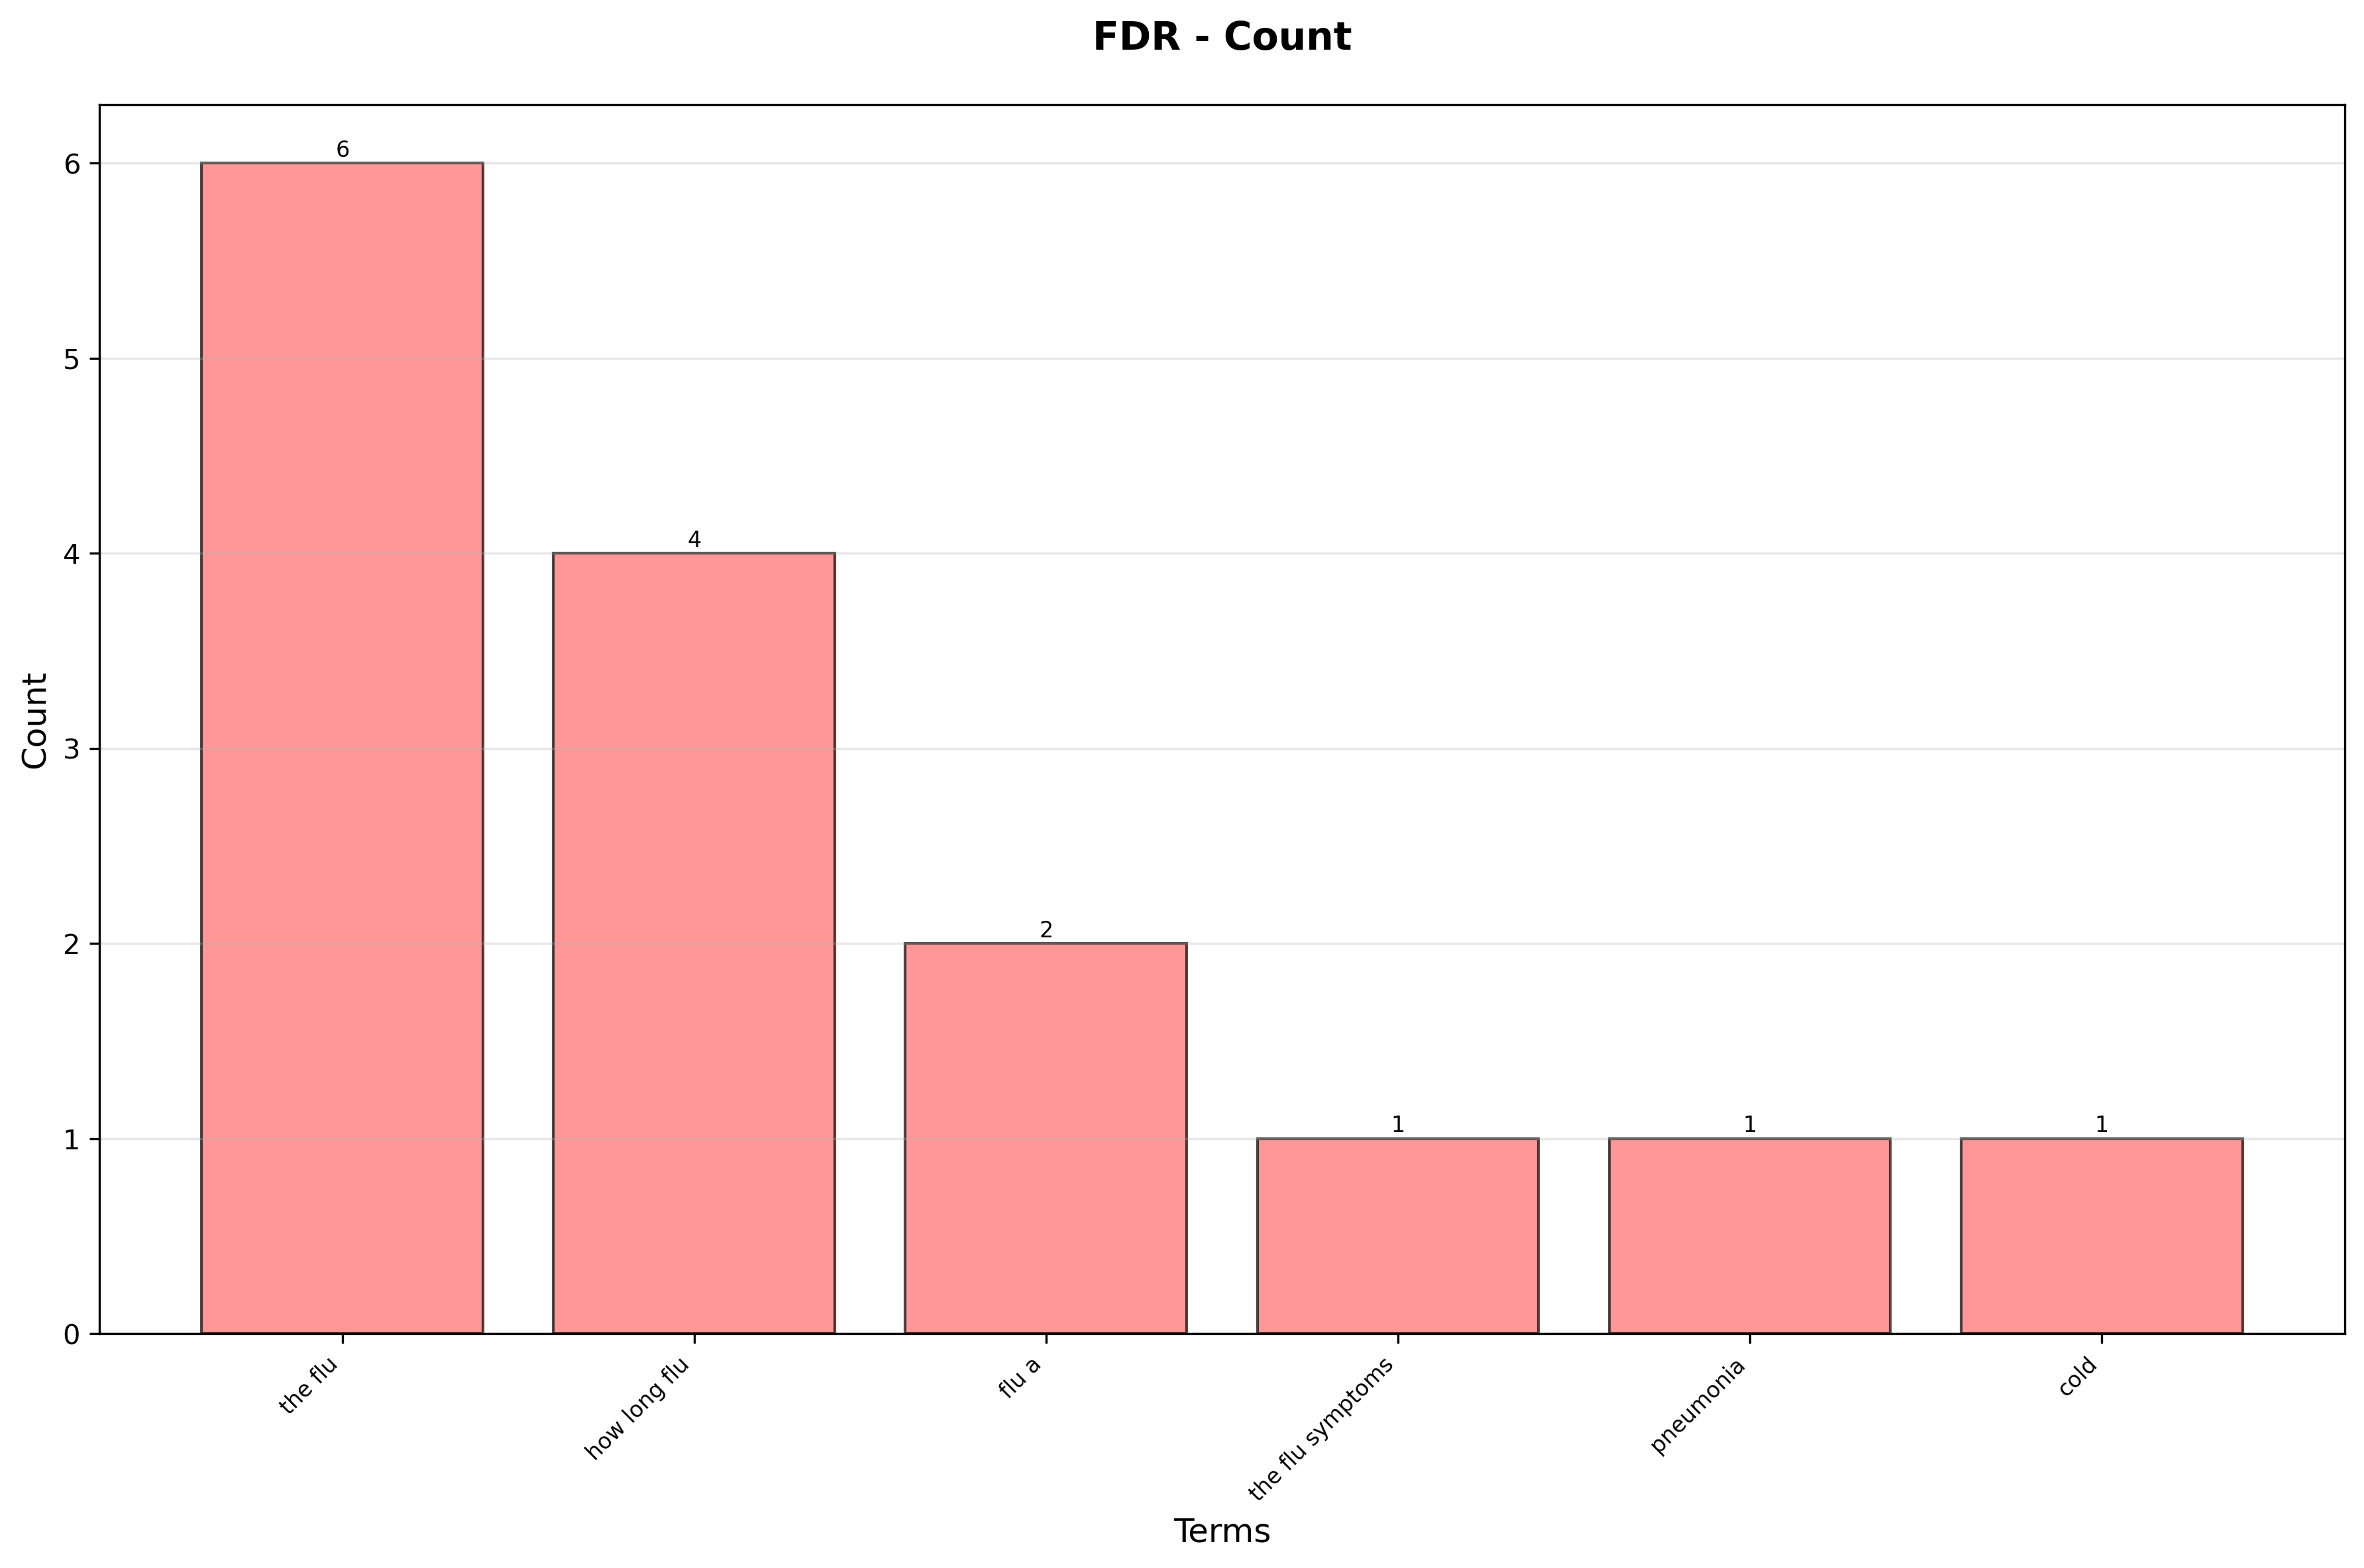 FDR - Count
Count
6
5
4
3
2
1
0
6
4
2
1
1
1
the flu
how long flu
flu a
the flu symptoms
pneumonia
cold
Terms